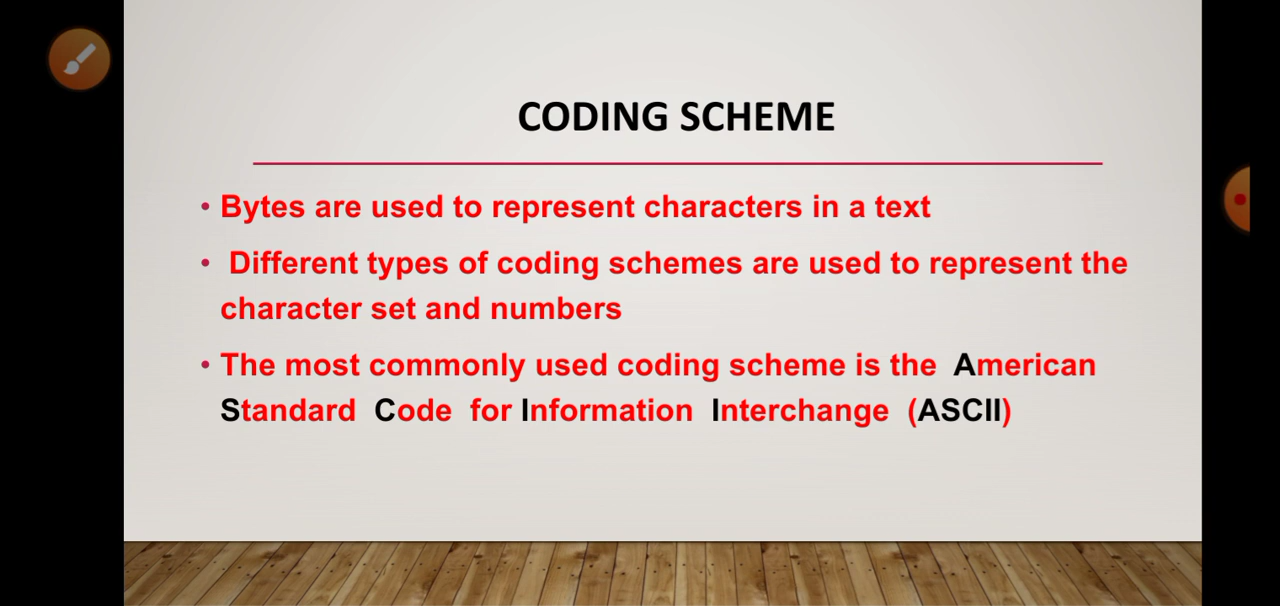 CODING SCHEME
• Bytes are used to represent characters in a text
• Different types of coding schemes are used to represent the
character set and numbers
• The most commonly used coding scheme is the American
Standard Code for Information Interchange (ASCII)